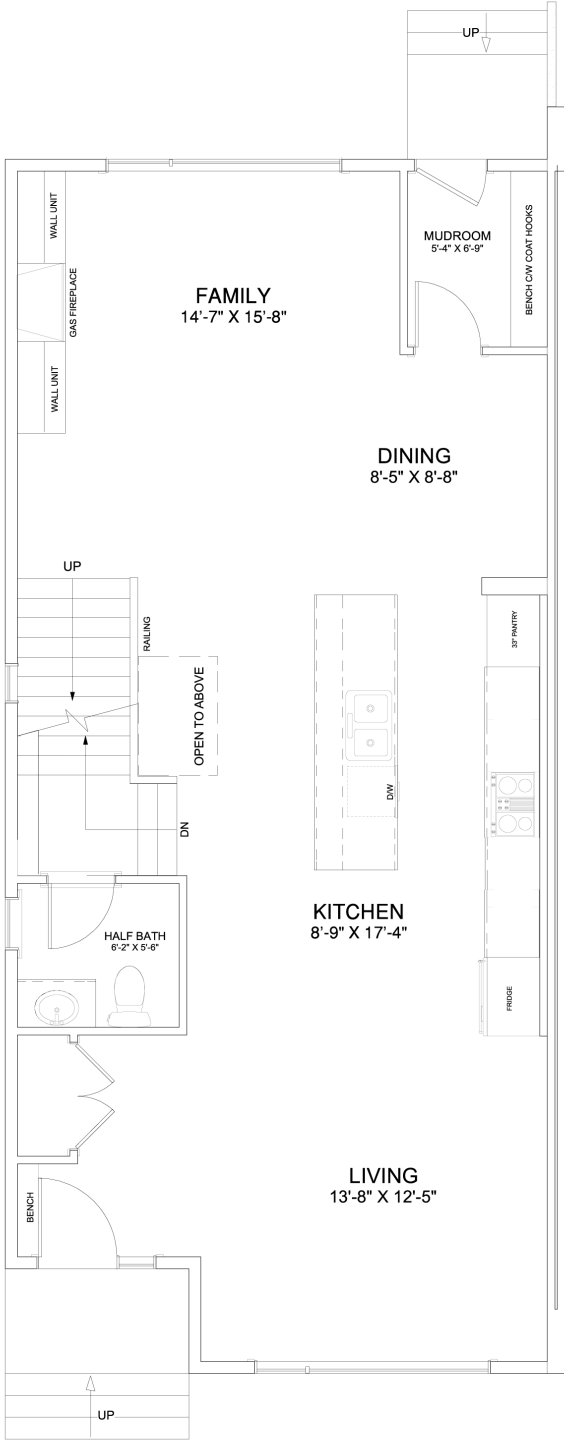 UP
WALL UNIT
MUDROOM
5'-4" X 6'-9"
BENCH C/W COAT HOOKS
GAS FIREPLACE
FAMILY
14'-7" X 15'-8"
WALL UNIT
DINING
8'-5" X 8'-8"
UP
RAILING
33" PANTRY
OPEN TO ABOVE
D/W
DN
KITCHEN
8'-9" X 17'-4"
HALF BATH
6'-2" X 5'-6"
FRIDGE
LIVING
13'-8" X 12'-5"
BENCH
UP